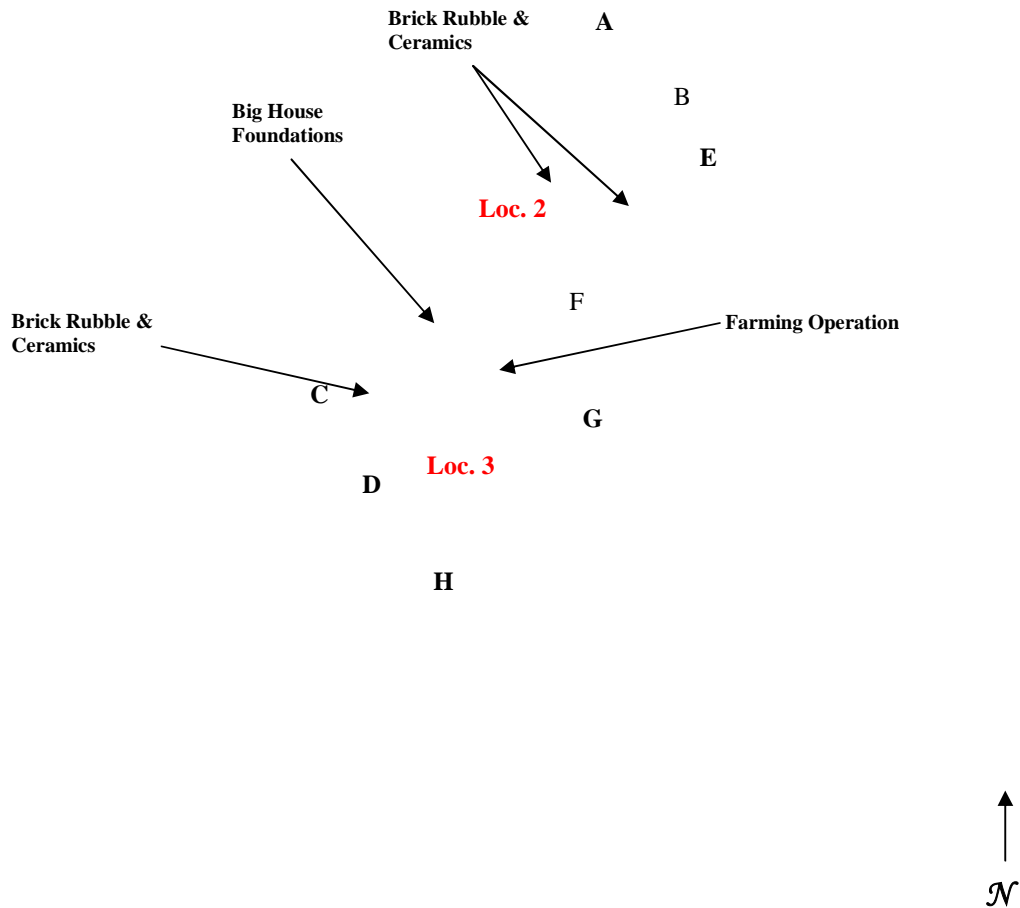 Brick Rubble &
Ceramics
A
B
Big House
Foundations
E
Loc. 2
F
Brick Rubble &
Ceramics
Farming Operation
C
G
Loc. 3
D
H
N